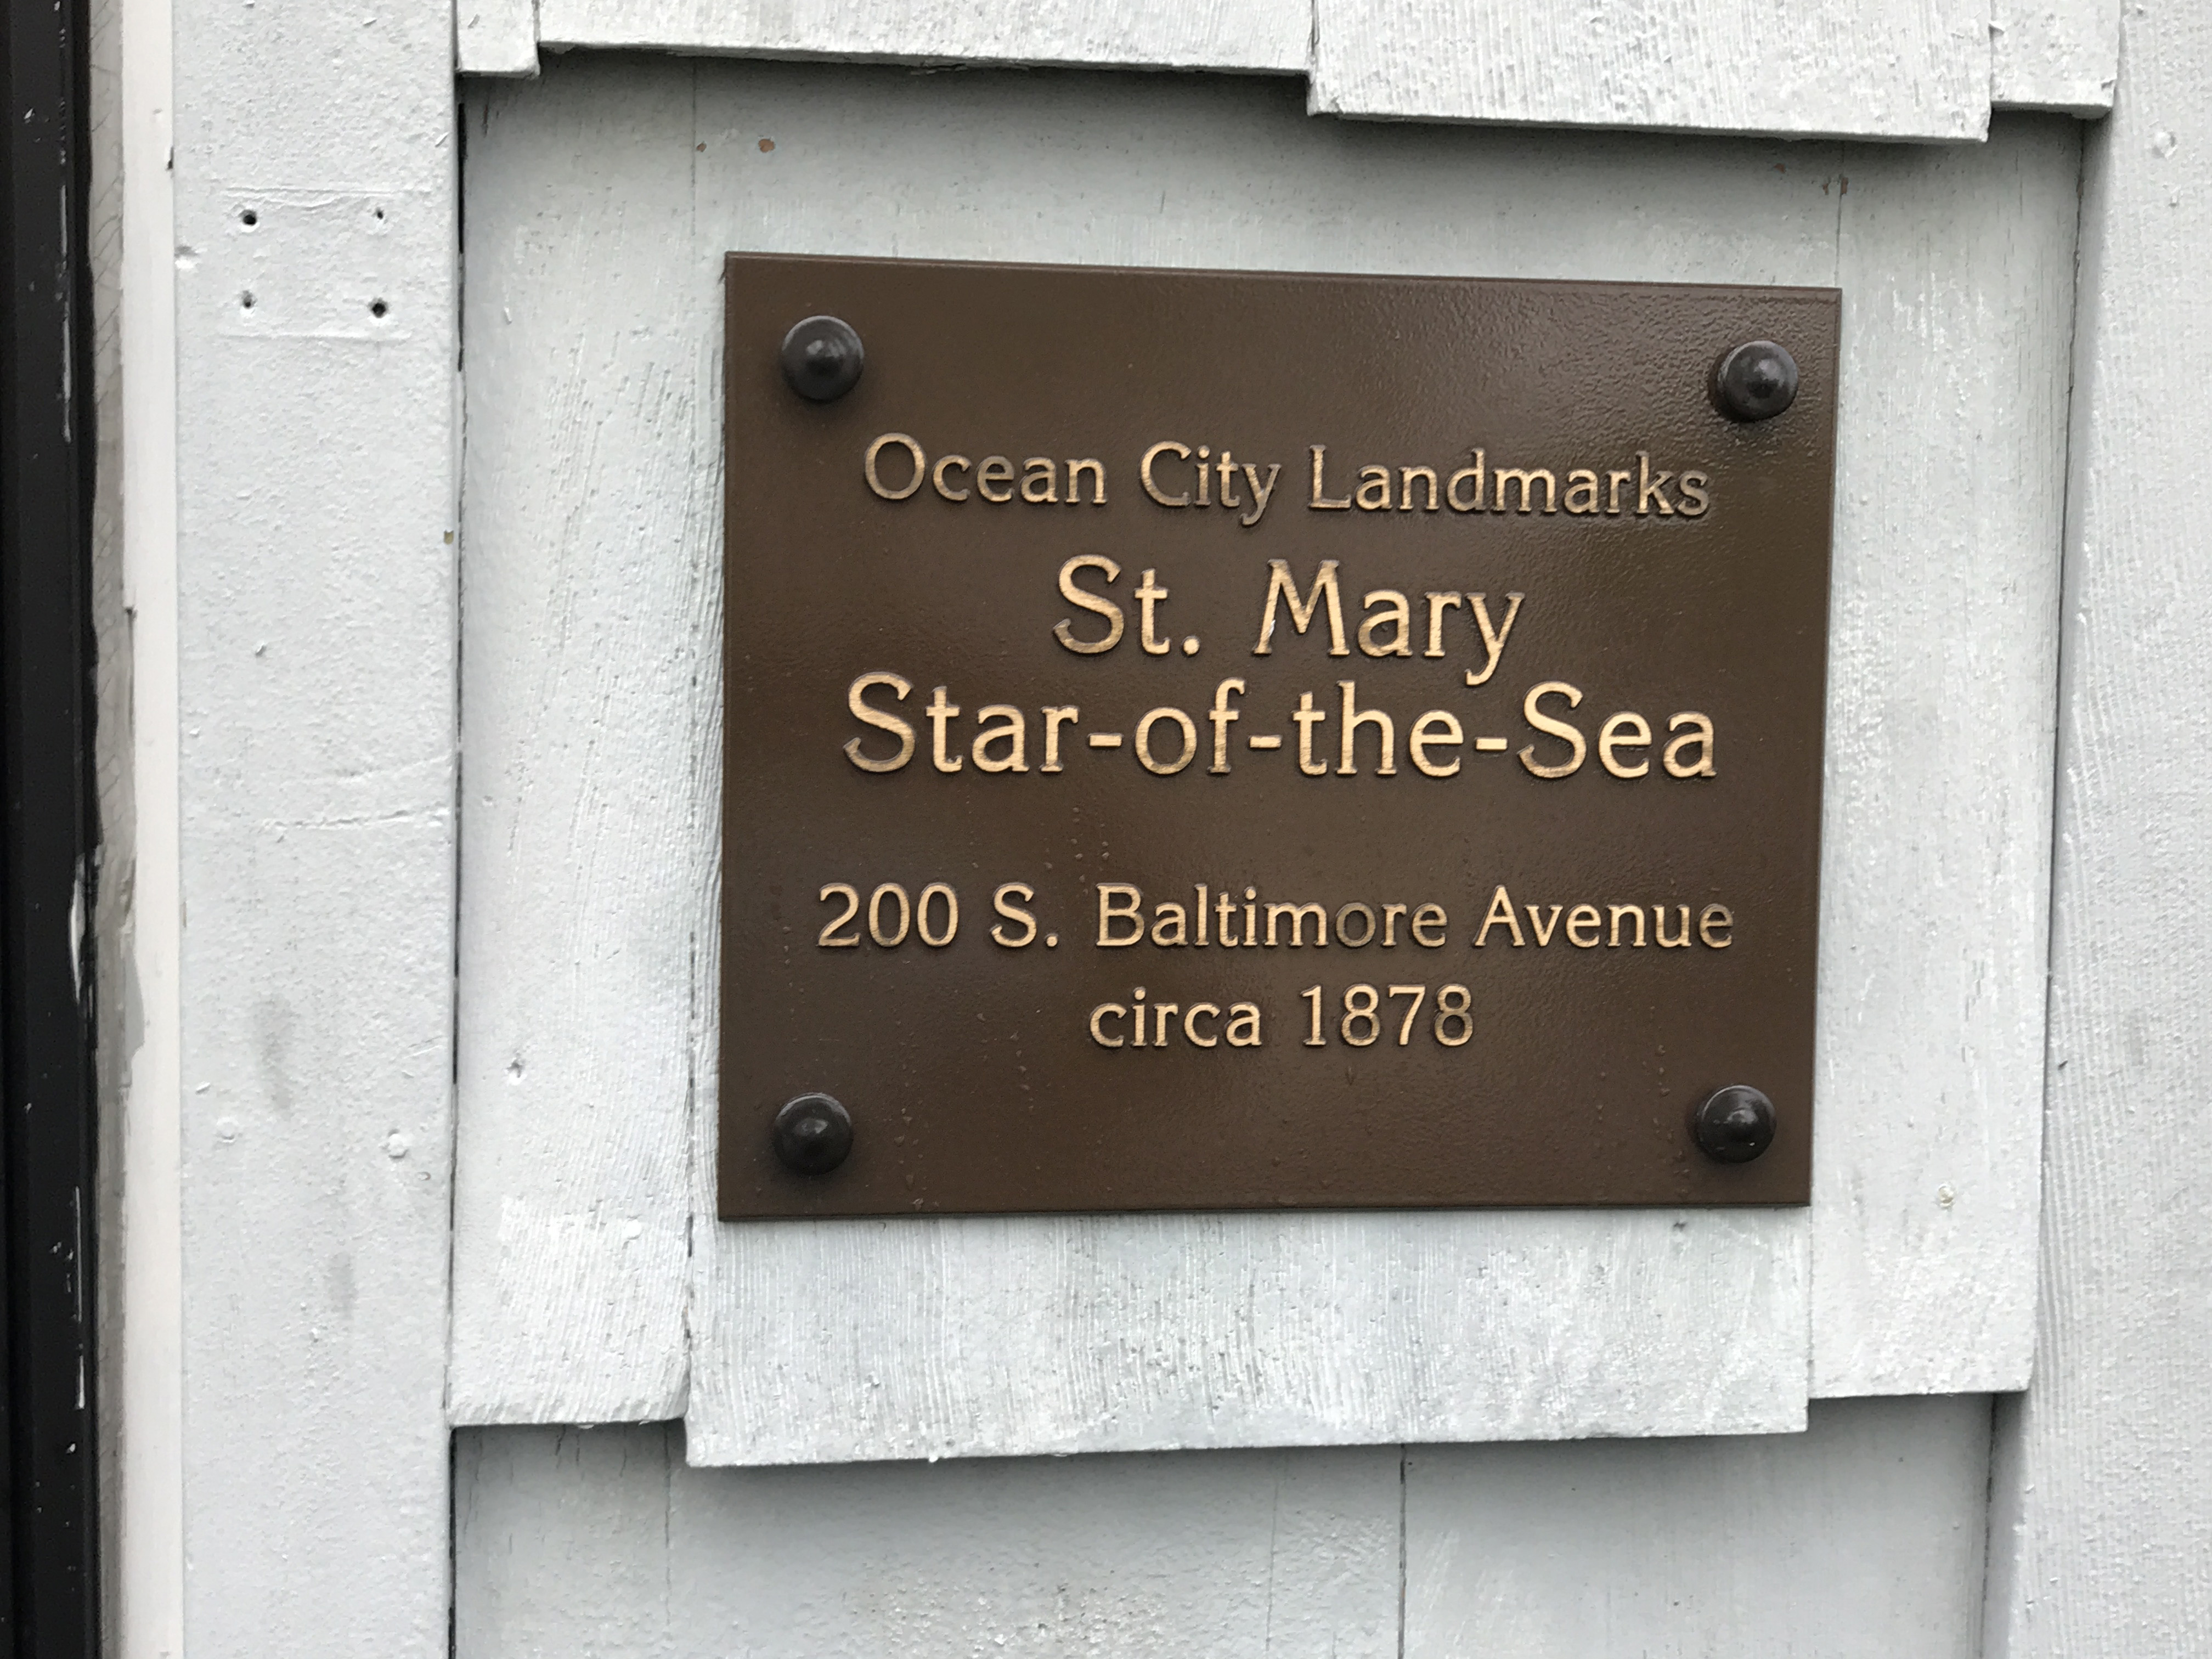 Ocean City Landmarks
St. Mary
Star-of-the-Sea
200 S. Baltimore Avenue
circa 1878